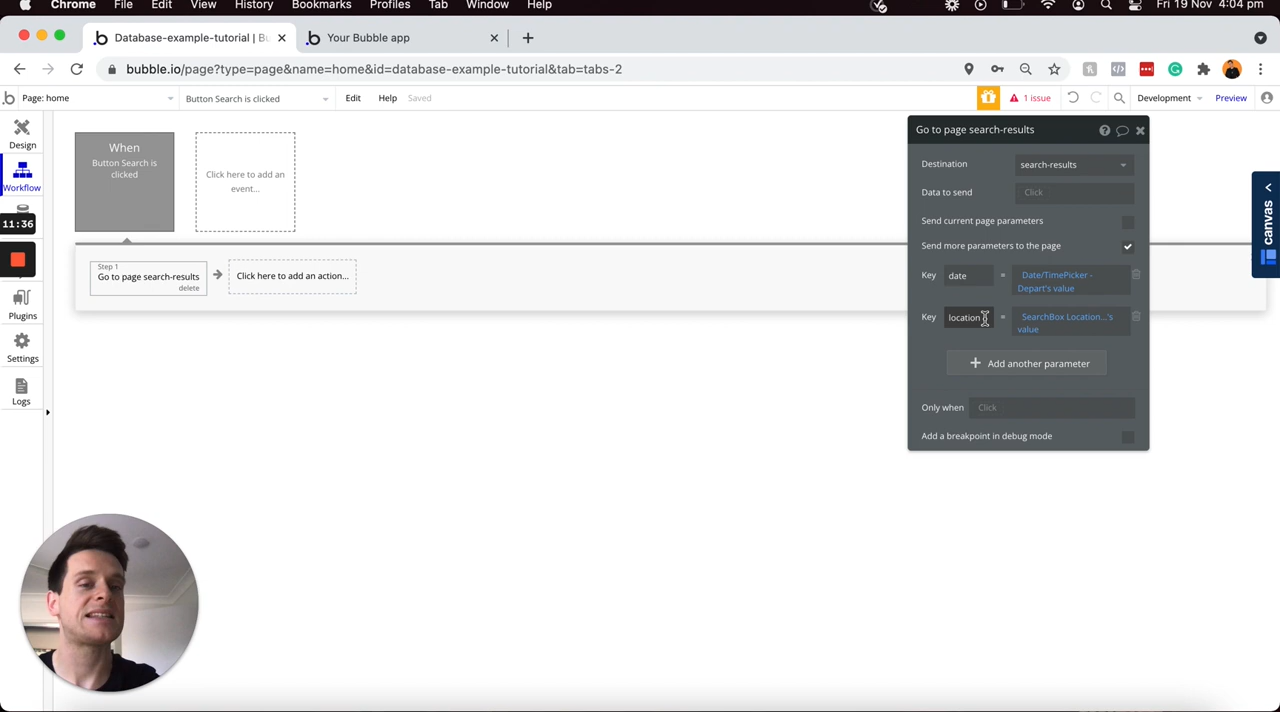 Chrome File Edit View History Bookmarks Profiles Tab Window Help Fri 19 Nov 4:04 pm
b Database-example-tutorial | Bu
b Your Bubble app
bubble.io/page?type=page&name=home&id=database-example-tutorial&tab=tabs-2
b Page: home Button Search is clicked Edit Help Saved 1 issue Development Preview
Design
Workflow
11:36
Plugins
Settings
Logs
When
Button Search is
clicked
Click here to add an
event...
Step 1
Go to page search-results
delete
Click here to add an action...
Go to page search-results
Destination search-results
Data to send Click
Send current page parameters
Send more parameters to the page
Key date = Date/TimePicker -
Depart's value
Key location = SearchBox Location...'s
value
+ Add another parameter
Only when Click
Add a breakpoint in debug mode
canvas